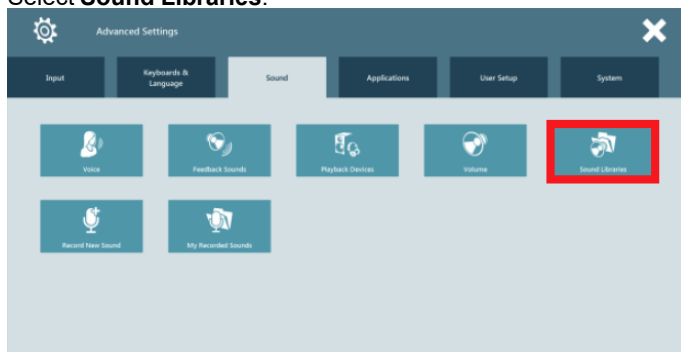 Select Sound Libraries.
Advanced Settings
Input
Keyboards &
Language
Sound
Applications
User Setup
System
Voice
Feedback Sounds
Playback Devices
Volume
Sound Libraries
Record New Sound
My Recorded Sounds